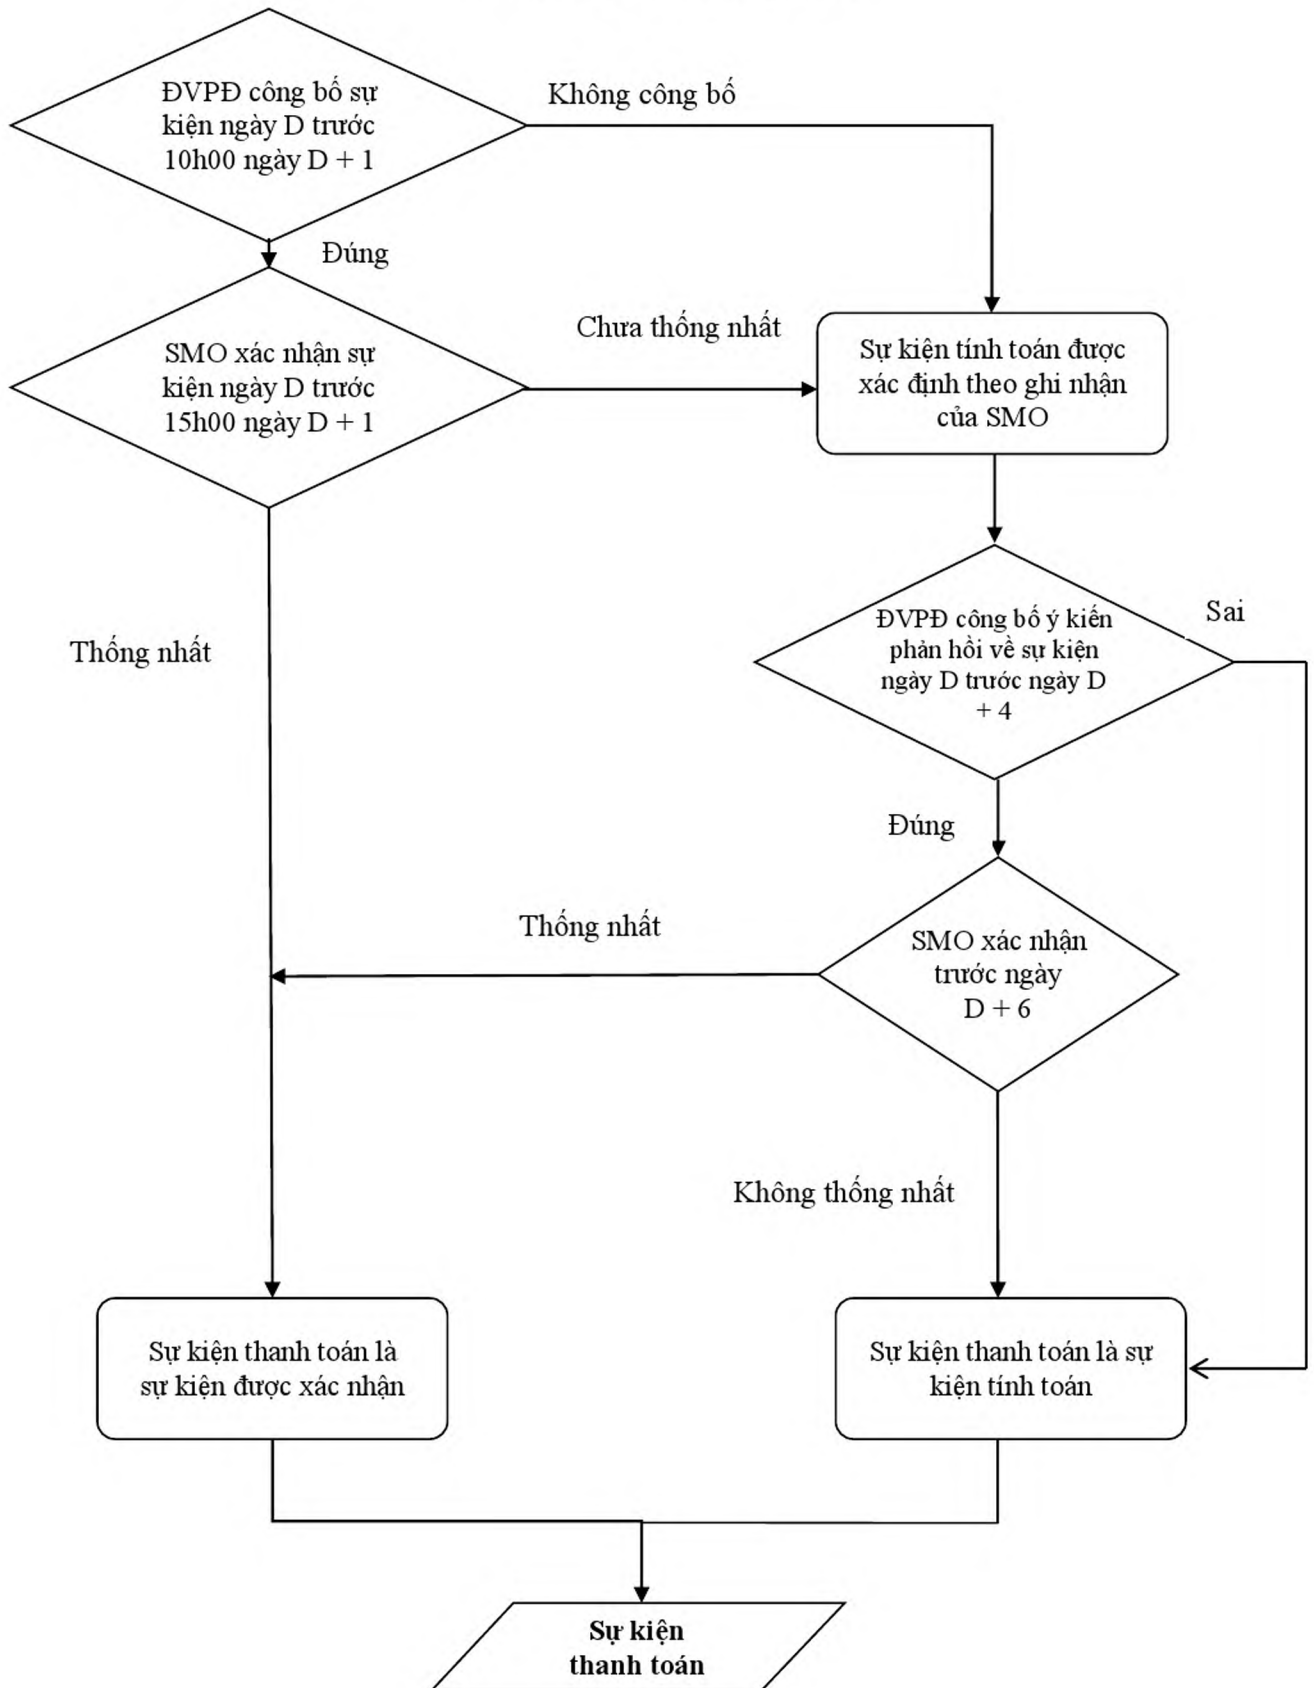 ĐVPĐ công bố sự
kiện ngày D trước
10h00 ngày D + 1
Không công bố
Đúng
SMO xác nhận sự
kiện ngày D trước
15h00 ngày D + 1
Chưa thống nhất
Sự kiện tính toán được
xác định theo ghi nhận
của SMO
Thống nhất
ĐVPĐ công bố ý kiến
phản hồi về sự kiện
ngày D trước ngày D
+ 4
Sai
Đúng
Thống nhất
SMO xác nhận
trước ngày
D + 6
Không thống nhất
Sự kiện thanh toán là
sự kiện được xác nhận
Sự kiện thanh toán là sự
kiện tính toán
Sự kiện
thanh toán